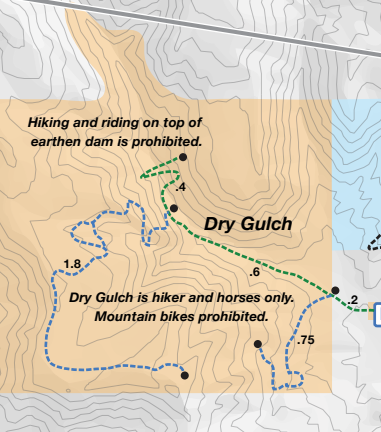 Hiking and riding on top of
earthen dam is prohibited.
.4
Dry Gulch
.6
1.8
Dry Gulch is hiker and horses only.
Mountain bikes prohibited.
.2
.75